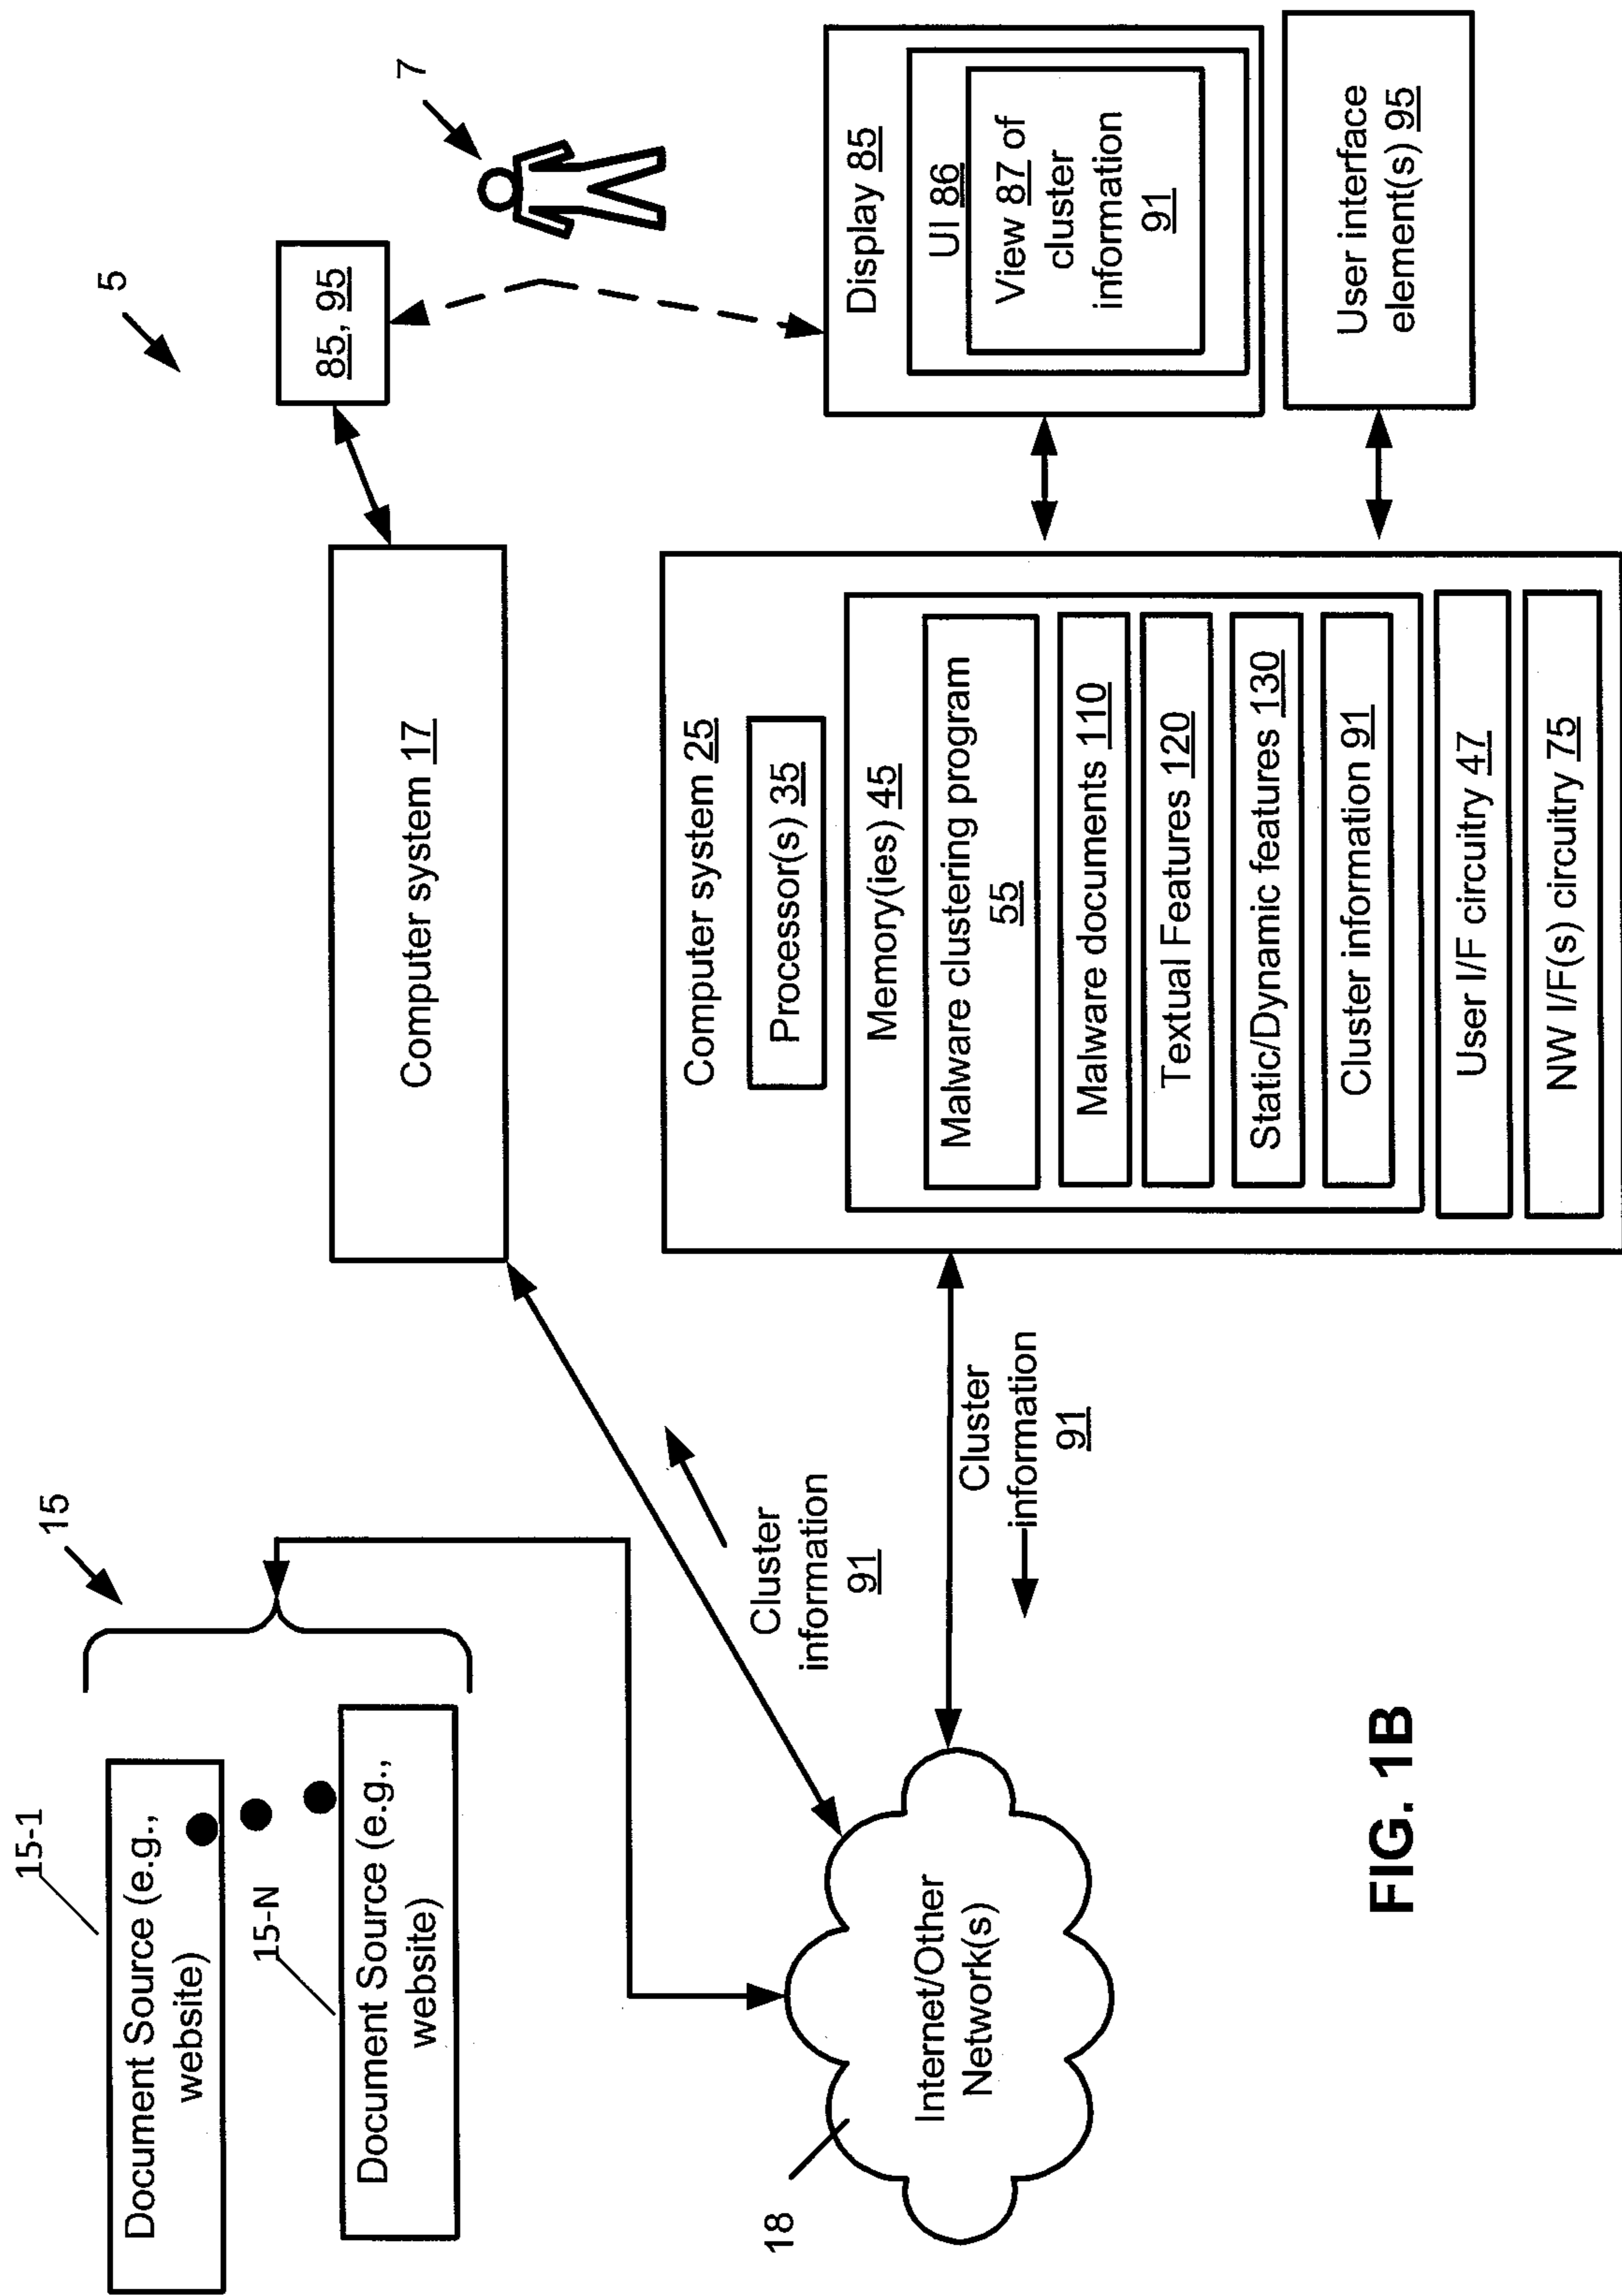 15-1
Document Source (e.g.,
website)
15-N
Document Source (e.g.,
website)
15
5
7
85, 95
Computer system 17
Cluster
information
91
18
Internet/Other
Network(s)
Cluster
information
91
Computer system 25
Processor(s) 35
Memory(ies) 45
Malware clustering program
55
Malware documents 110
Textual Features 120
Static/Dynamic features 130
Cluster information 91
User I/F circuitry 47
NW I/F(s) circuitry 75
Display 85
UI 86
View 87 of
cluster
information
91
User interface
element(s) 95
FIG. 1B